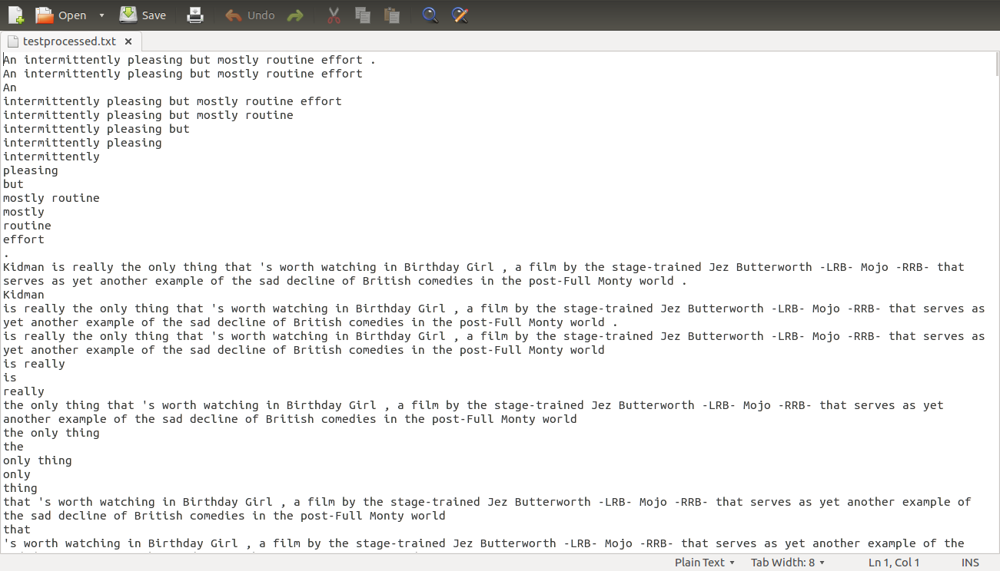 Open Save Undo
testprocessed.txt
An intermittently pleasing but mostly routine effort .
An intermittently pleasing but mostly routine effort
An
intermittently pleasing but mostly routine effort
intermittently pleasing but mostly routine
intermittently pleasing but
intermittently pleasing
intermittently
pleasing
but
mostly routine
mostly
routine
effort
.
Kidman is really the only thing that 's worth watching in Birthday Girl , a film by the stage-trained Jez Butterworth -LRB- Mojo -RRB- that
serves as yet another example of the sad decline of British comedies in the post-Full Monty world .
Kidman
is really the only thing that 's worth watching in Birthday Girl , a film by the stage-trained Jez Butterworth -LRB- Mojo -RRB- that serves as
yet another example of the sad decline of British comedies in the post-Full Monty world .
is really the only thing that 's worth watching in Birthday Girl , a film by the stage-trained Jez Butterworth -LRB- Mojo -RRB- that serves as
yet another example of the sad decline of British comedies in the post-Full Monty world
is really
is
really
the only thing that 's worth watching in Birthday Girl , a film by the stage-trained Jez Butterworth -LRB- Mojo -RRB- that serves as yet
another example of the sad decline of British comedies in the post-Full Monty world
the only thing
the
only thing
only
thing
that 's worth watching in Birthday Girl , a film by the stage-trained Jez Butterworth -LRB- Mojo -RRB- that serves as yet another example of
the sad decline of British comedies in the post-Full Monty world
that
's worth watching in Birthday Girl , a film by the stage-trained Jez Butterworth -LRB- Mojo -RRB- that serves as yet another example of the
Plain Text Tab Width: 8 Ln 1, Col 1 INS